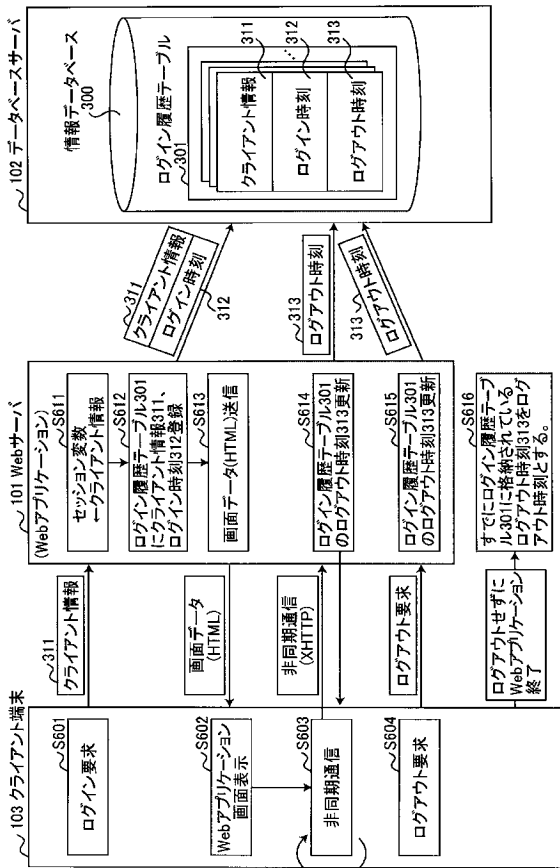 103 クライアント端末
S601
ログイン要求
S602
Webアプリケーション
画面表示
S603
非同期通信
S604
ログアウト要求
311
クライアント情報
画面データ
(HTML)
非同期通信
(XHTTP)
ログアウト要求
ログアウトせずに
Webアプリケーション
終了
101 Webサーバ
(Webアプリケーション)
S611
セッション変数
←クライアント情報
S612
ログイン履歴テーブル301
にクライアント情報311、
ログイン時刻312登録
S613
画面データ(HTML)送信
S614
ログイン履歴テーブル301
のログアウト時刻313更新
S615
ログイン履歴テーブル301
のログアウト時刻313更新
S616
すでにログイン履歴テーブ
ル301に格納されている
ログアウト時刻313をログ
アウト時刻とする。
311
クライアント情報
ログイン時刻
312
313
ログアウト時刻
313
ログアウト時刻
102 データベースサーバ
情報データベース
300
ログイン履歴テーブル
301
クライアント情報
311
ログイン時刻
312
ログアウト時刻
313
…